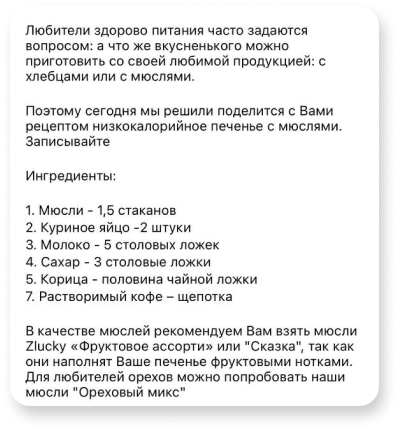 Любители здорово питания часто задаются
вопросом: а что же вкусненького можно
приготовить со своей любимой продукцией: с
хлебцами или с мюслями.
Поэтому сегодня мы решили поделится с Вами
рецептом низкокалорийное печенье с мюслями.
Записывайте
Ингредиенты:
1. Мюсли - 1,5 стаканов
2. Куриное яйцо -2 штуки
3. Молоко - 5 столовых ложек
4. Сахар - 3 столовые ложки
5. Корица - половина чайной ложки
7. Растворимый кофе – щепотка
В качестве мюслей рекомендуем Вам взять мюсли
Zlucky «Фруктовое ассорти» или "Сказка", так как
они наполнят Ваше печенье фруктовыми нотками.
Для любителей орехов можно попробовать наши
мюсли "Ореховый микс"